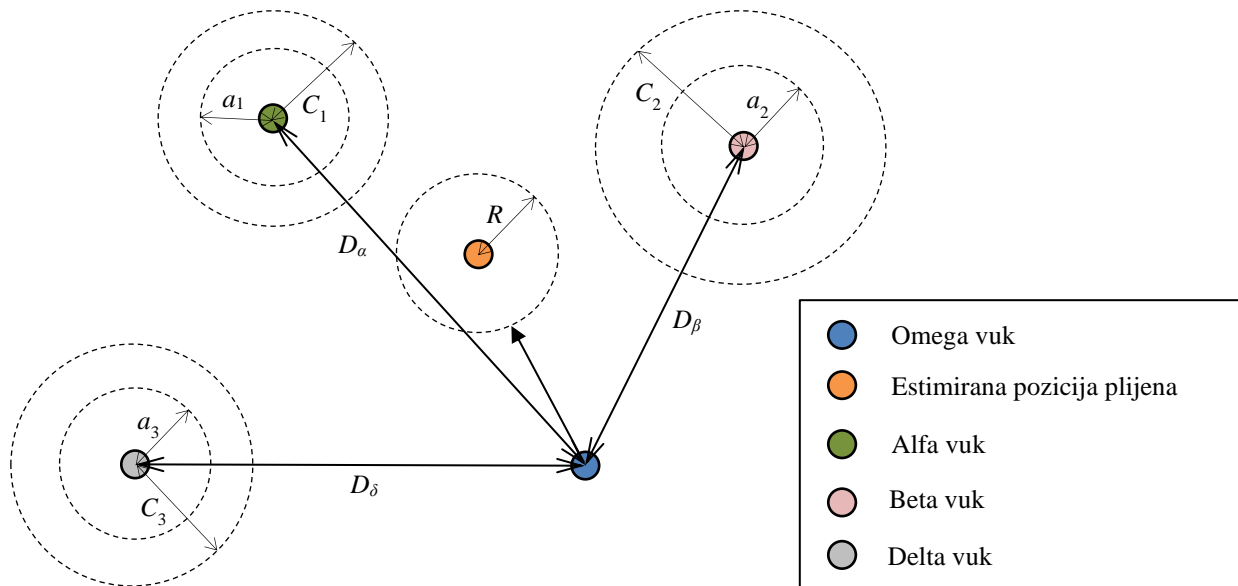 a₁
C₁
C₂
a₂
R
Dα
Dβ
a₃
C₃
Dδ
Omega vuk
Estimirana pozicija plijena
Alfa vuk
Beta vuk
Delta vuk